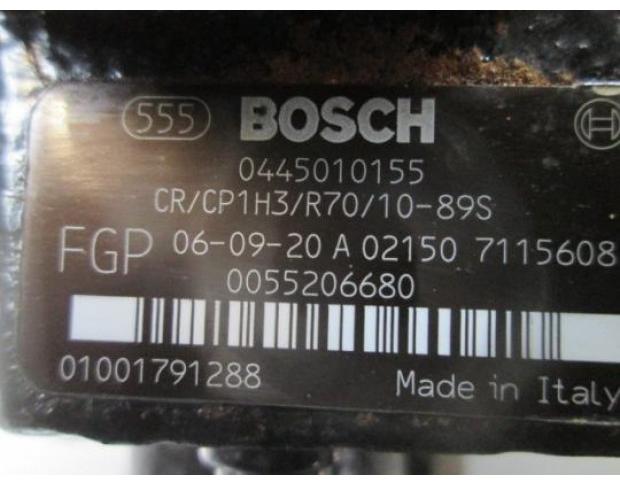 555 BOSCH
0445010155
CR/CP1H3/R70/10-89S
FGP 06-09-20 A 02150 7115608
0055206680
01001791288 Made in Italy